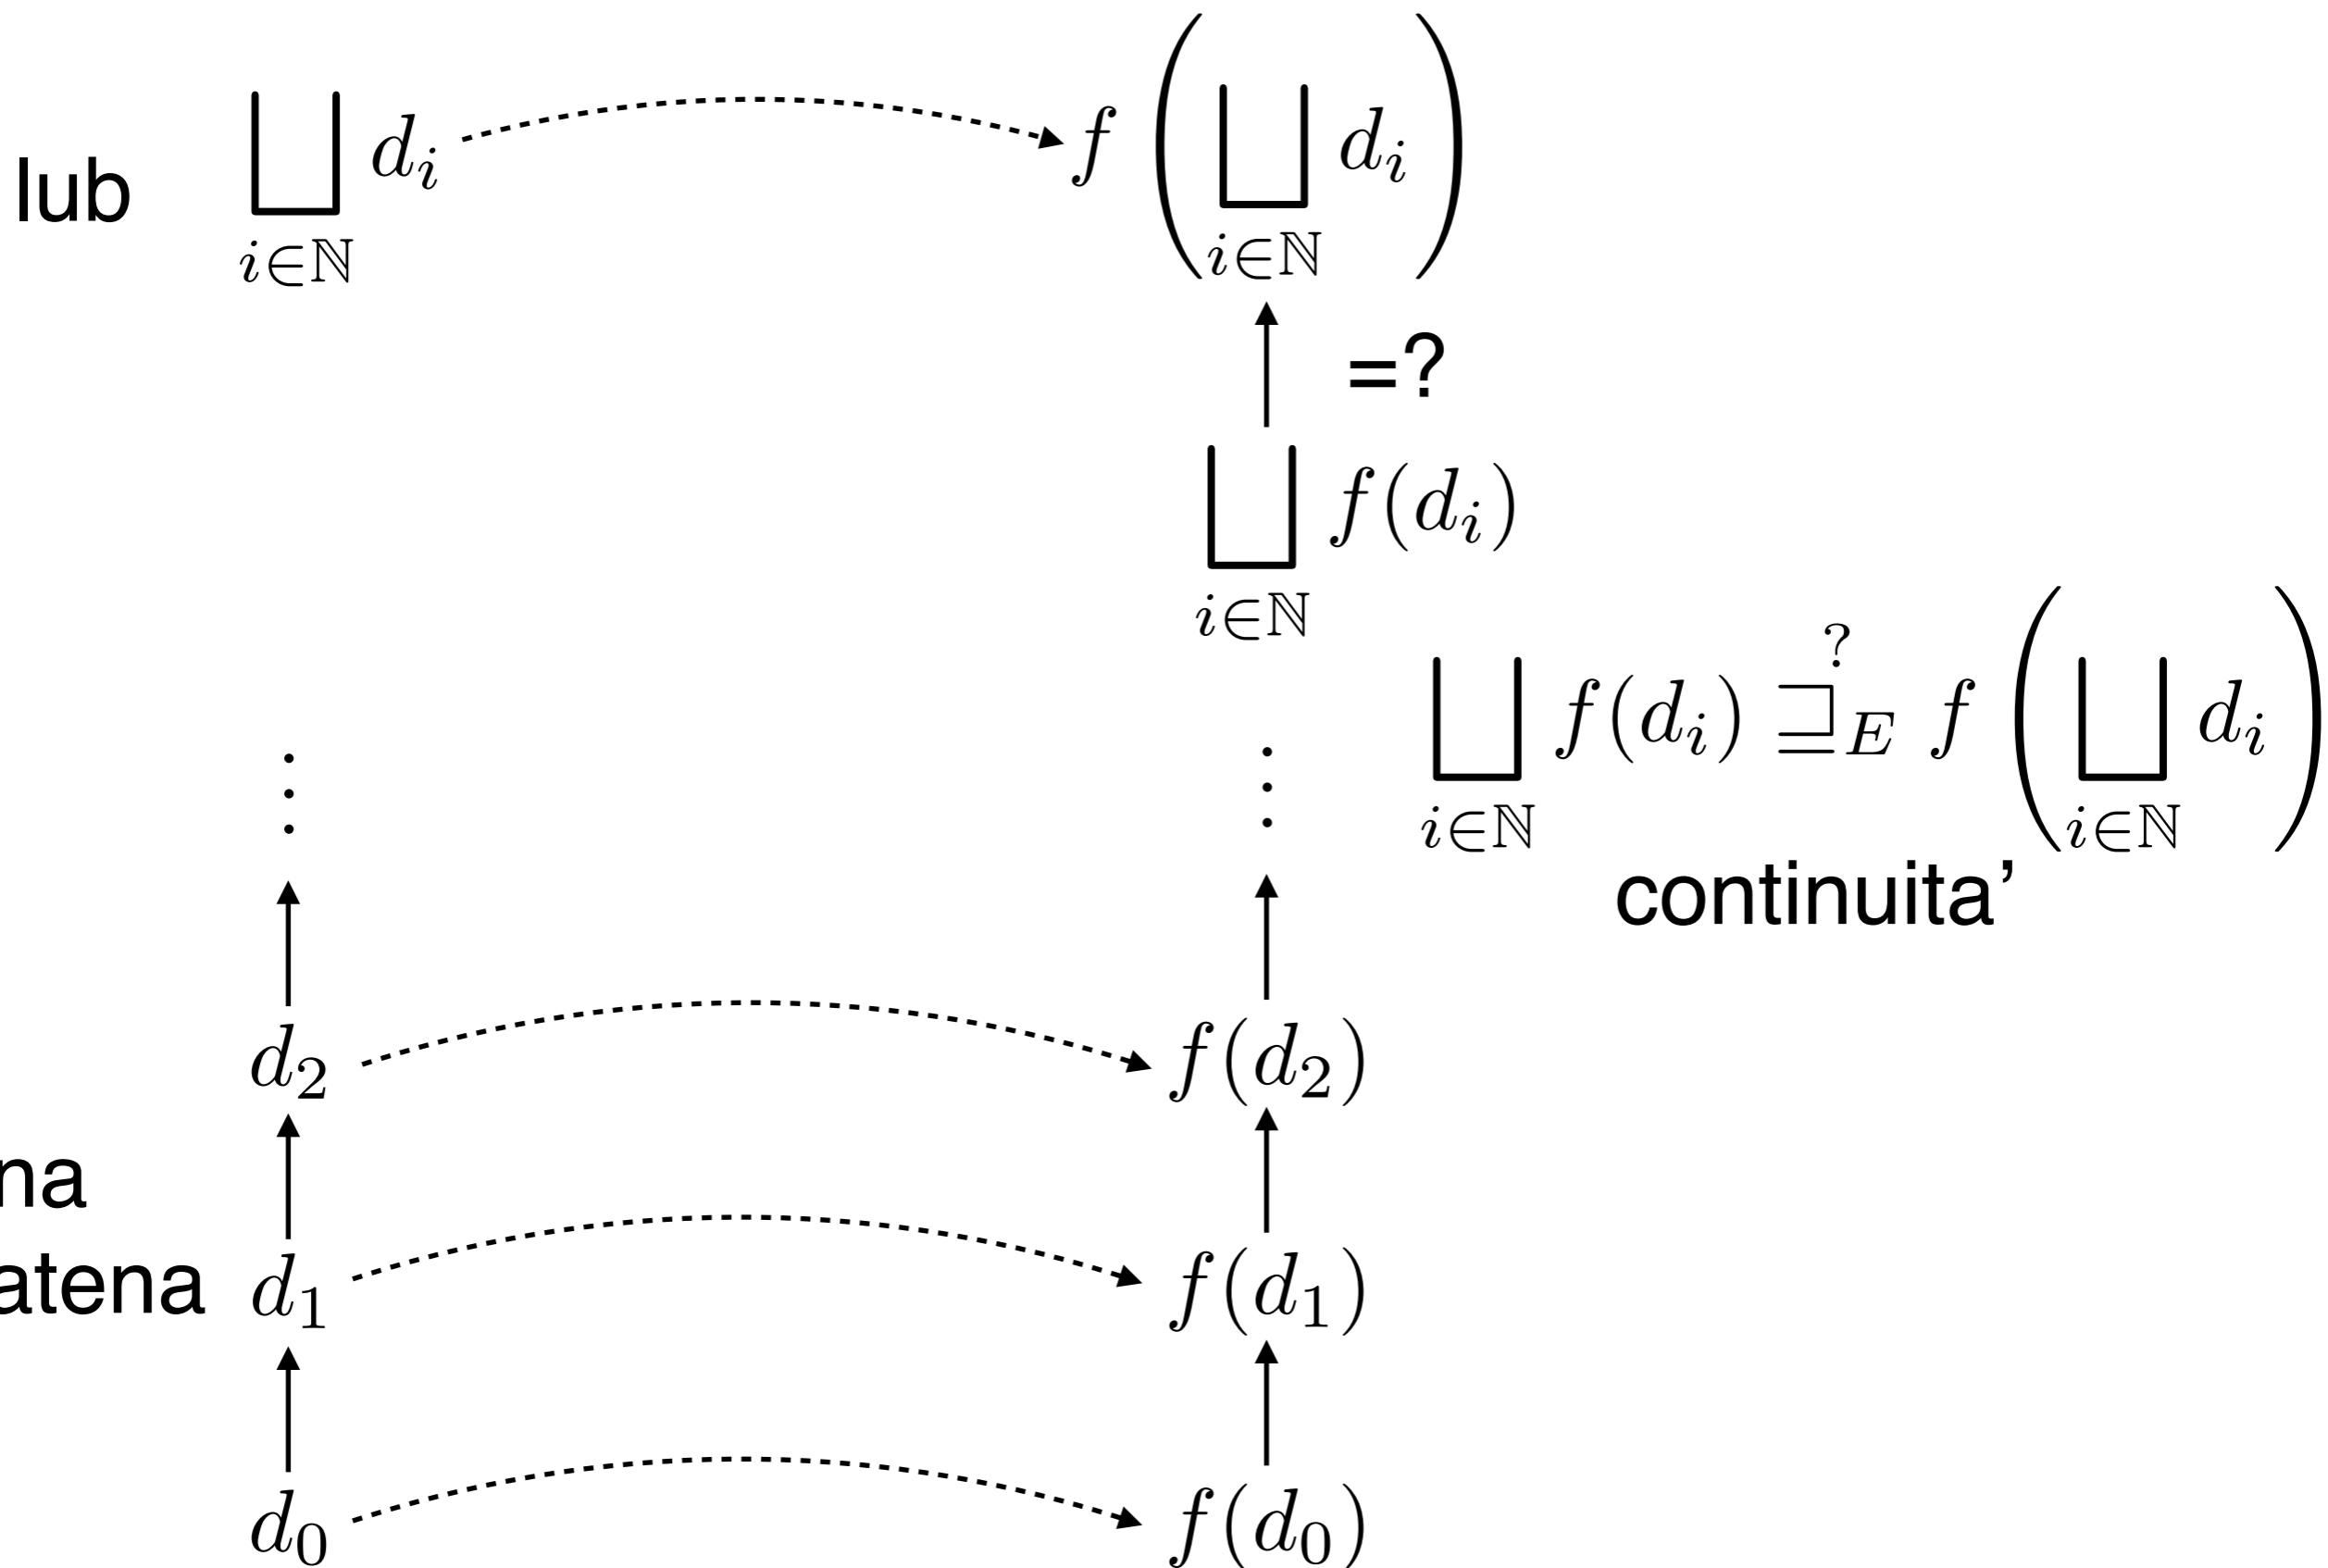 lub ⨆_{i∈ℕ} d_i f ( ⨆_{i∈ℕ} d_i )
=?
⨆_{i∈ℕ} f(d_i)
⨆_{i∈ℕ} f(d_i) ⊒_E^? f ( ⨆_{i∈ℕ} d_i )
continuita’
⋮ ⋮
d_2 f(d_2)
na
atena
d_1 f(d_1)
d_0 f(d_0)